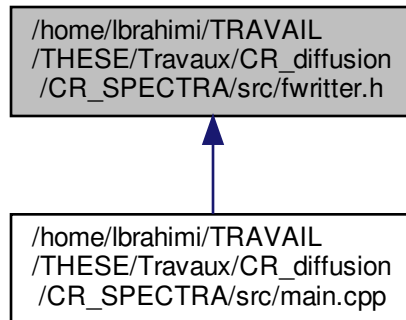 /home/lbrahimi/TRAVAIL
/THESE/Travaux/CR_diffusion
/CR_SPECTRA/src/fwritter.h
/home/lbrahimi/TRAVAIL
/THESE/Travaux/CR_diffusion
/CR_SPECTRA/src/main.cpp